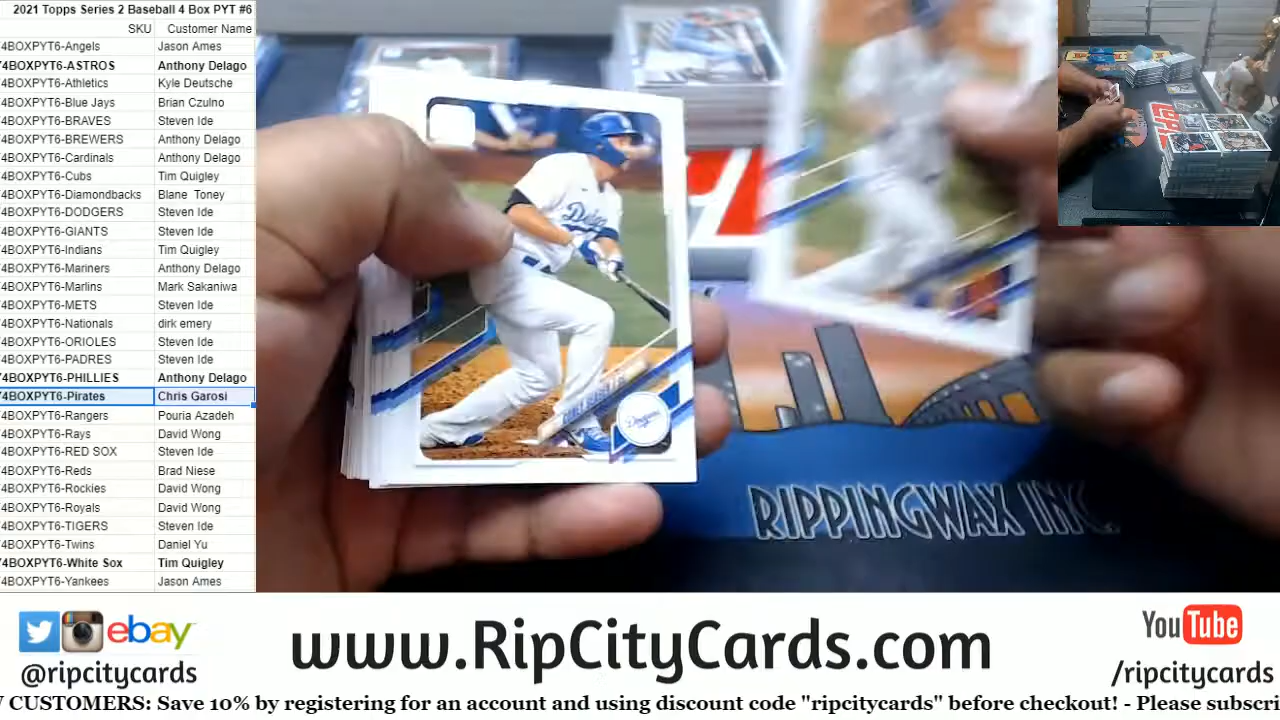 2021 Topps Series 2 Baseball 4 Box PYT #6
SKU Customer Name
4BOXPYT6-Angels Jason Ames
4BOXPYT6-ASTROS Anthony Delago
4BOXPYT6-Athletics Kyle Deutsche
4BOXPYT6-Blue Jays Brian Czulno
4BOXPYT6-BRAVES Steven Ide
4BOXPYT6-BREWERS Anthony Delago
4BOXPYT6-Cardinals Anthony Delago
4BOXPYT6-Cubs Tim Quigley
4BOXPYT6-Diamondbacks Blane Toney
4BOXPYT6-DODGERS Steven Ide
4BOXPYT6-GIANTS Steven Ide
4BOXPYT6-Indians Tim Quigley
4BOXPYT6-Mariners Anthony Delago
4BOXPYT6-Marlins Mark Sakaniwa
4BOXPYT6-METS Steven Ide
4BOXPYT6-Nationals dirk emery
4BOXPYT6-ORIOLES Steven Ide
4BOXPYT6-PADRES Steven Ide
4BOXPYT6-PHILLIES Anthony Delago
4BOXPYT6-Pirates Chris Garosi
4BOXPYT6-Rangers Pouria Azadeh
4BOXPYT6-Rays David Wong
4BOXPYT6-RED SOX Steven Ide
4BOXPYT6-Reds Brad Niese
4BOXPYT6-Rockies David Wong
4BOXPYT6-Royals David Wong
4BOXPYT6-TIGERS Steven Ide
4BOXPYT6-Twins Daniel Yu
4BOXPYT6-White Sox Tim Quigley
4BOXPYT6-Yankees Jason Ames
Dodgers
RIPPINGWAX INC.
ebay
@ripcitycards
www.RipCityCards.com
YouTube
/ripcitycards
CUSTOMERS: Save 10% by registering for an account and using discount code "ripcitycards" before checkout! - Please subscri